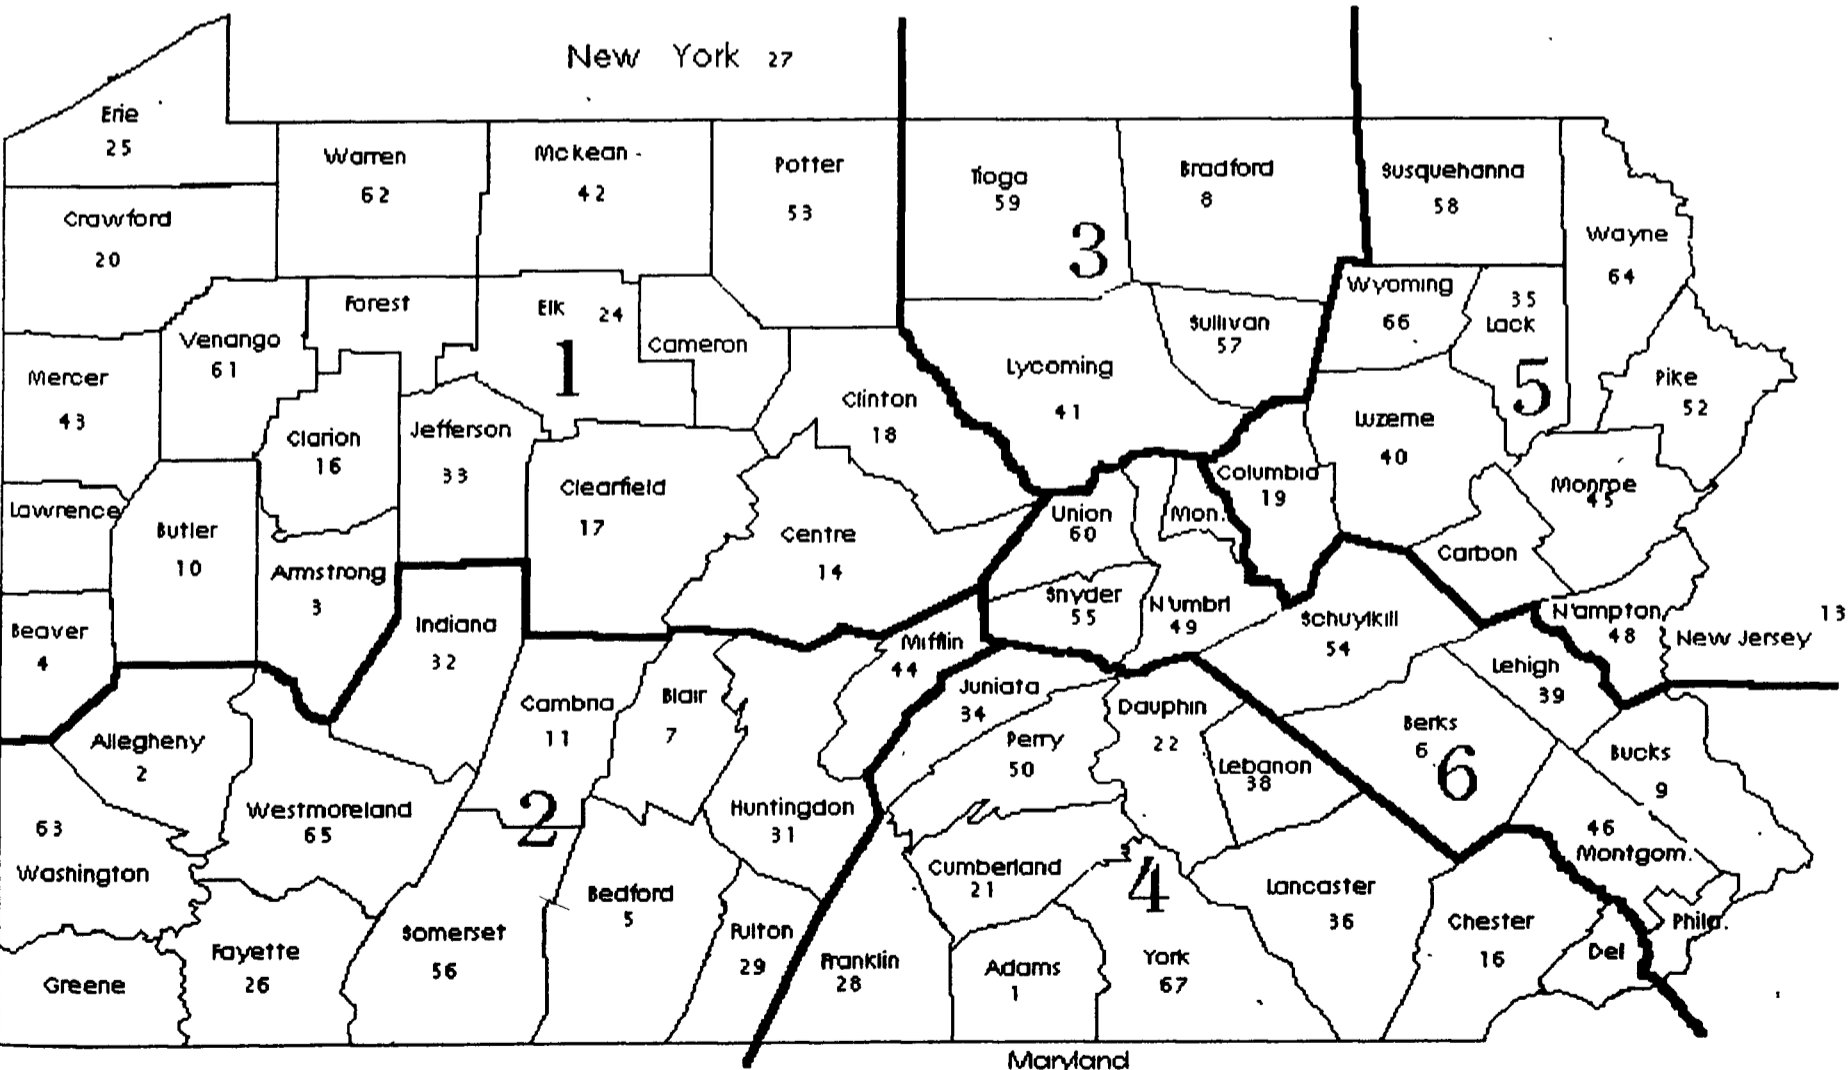 New York 27
Erie
25
Warren
62
McKean
42
Potter
53
Tioga
59
Bradford
8
Susquehanna
58
Wayne
64
Crawford
20
3
Forest
Elk 24
Wyoming
66
35
Lack
Venango
61
Cameron
Sullivan
57
Mercer
43
1
Lycoming
41
5
Pike
52
Clarion
16
Jefferson
33
Clinton
18
Luzerne
40
Columbia
19
Monroe
45
Lawrence
Butler
10
Clearfield
17
Centre
14
Union
60
Mon.
Carbon
Armstrong
3
Beaver
4
Indiana
32
Snyder
55
N'umbrl
49
Schuylkill
54
N'ampton
48
New Jersey
13
Mifflin
44
Lehigh
39
Allegheny
2
Cambria
11
Blair
7
Juniata
34
Dauphin
22
Berks
6
6
Bucks
9
Perry
50
Lebanon
38
63
Washington
Westmoreland
65
2
Huntingdon
31
46
Montgom.
Cumberland
21
4
Lancaster
36
Bedford
5
Chester
16
Phila.
Fayette
26
Somerset
56
Fulton
29
Franklin
28
Adams
1
York
67
Del
Greene
Maryland